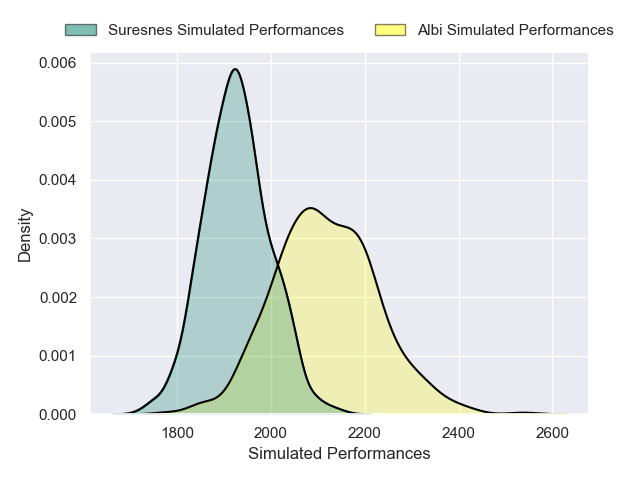 Suresnes Simulated Performances Albi Simulated Performances
0.006
0.005
0.004
0.003
0.002
0.001
0.000
Density
1800 2000 2200 2400 2600
Simulated Performances